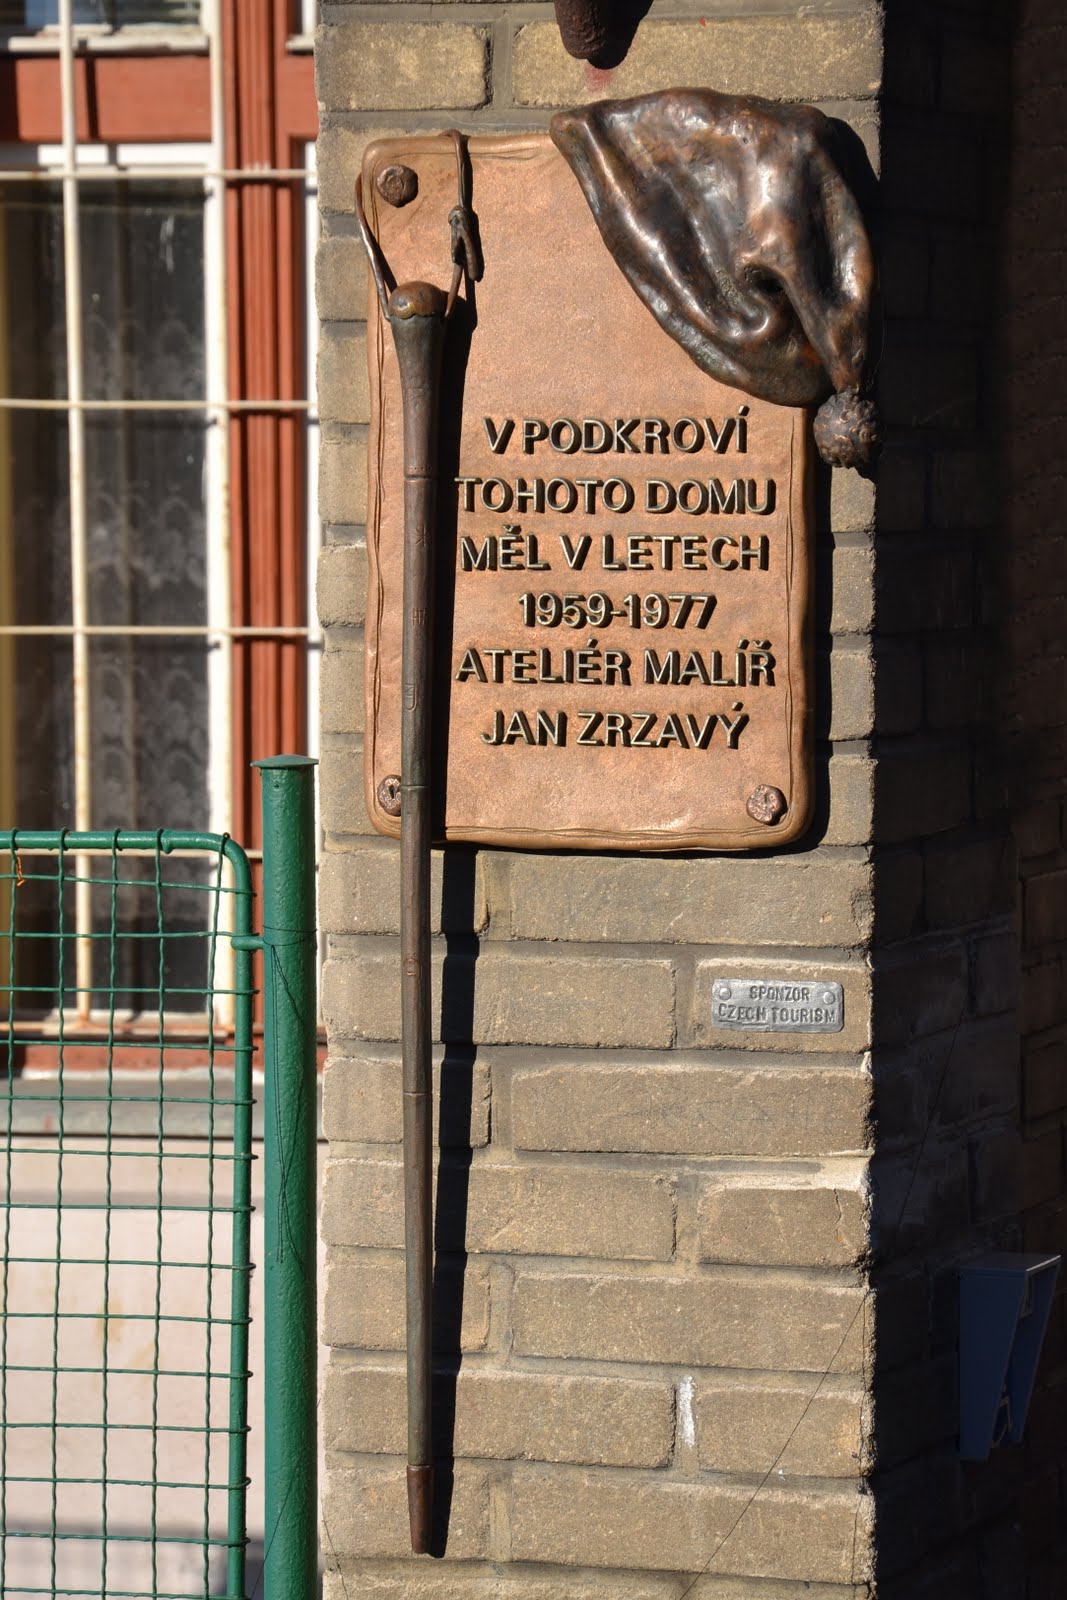 V PODKROVÍ
TOHOTO DOMU
MĚL V LETECH
1959-1977
ATELIÉR MALÍŘ
JAN ZRZAVÝ
SPONZOR
CZECH TOURISM